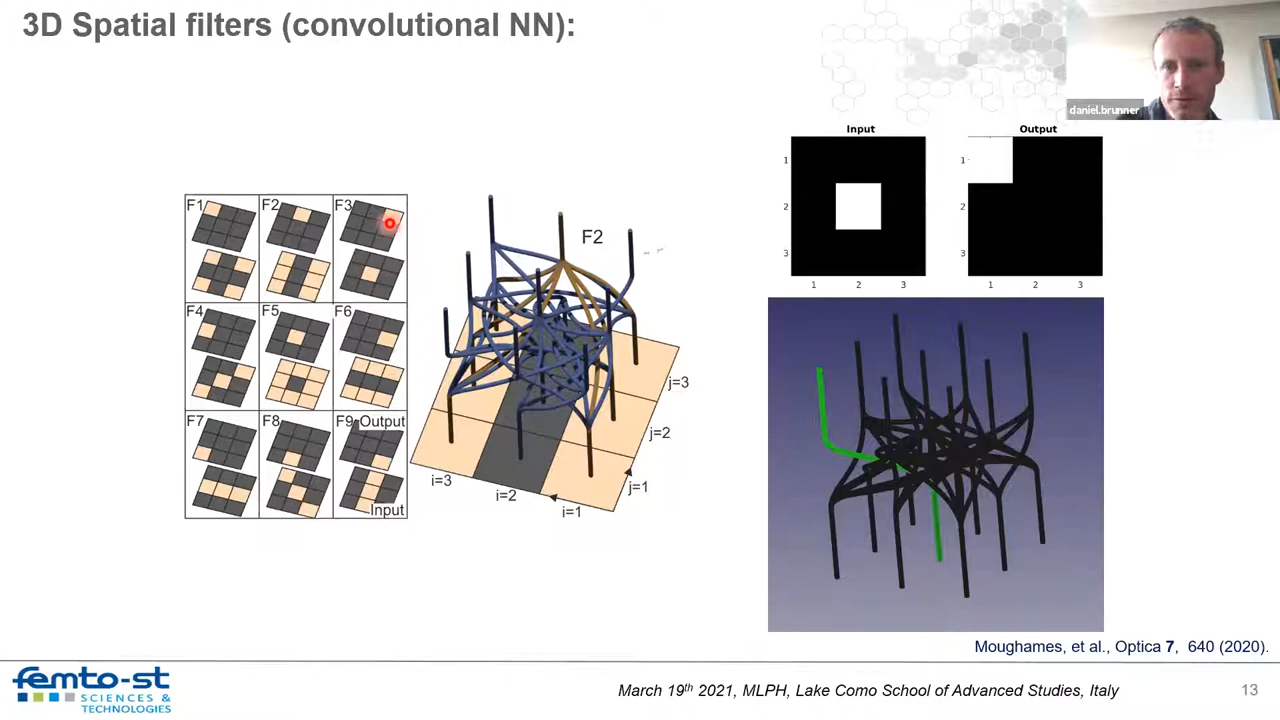 3D Spatial filters (convolutional NN):
daniel.brunner
Input
Output
1
2
3
1
2
3
1
2
3
1
2
3
F1
F2
F3
F4
F5
F6
F7
F8
F9
Output
Input
F2
j=3
j=2
j=1
i=3
i=2
i=1
Moughames, et al., Optica 7, 640 (2020).
femto-st
SCIENCES &
TECHNOLOGIES
March 19th 2021, MLPH, Lake Como School of Advanced Studies, Italy
13